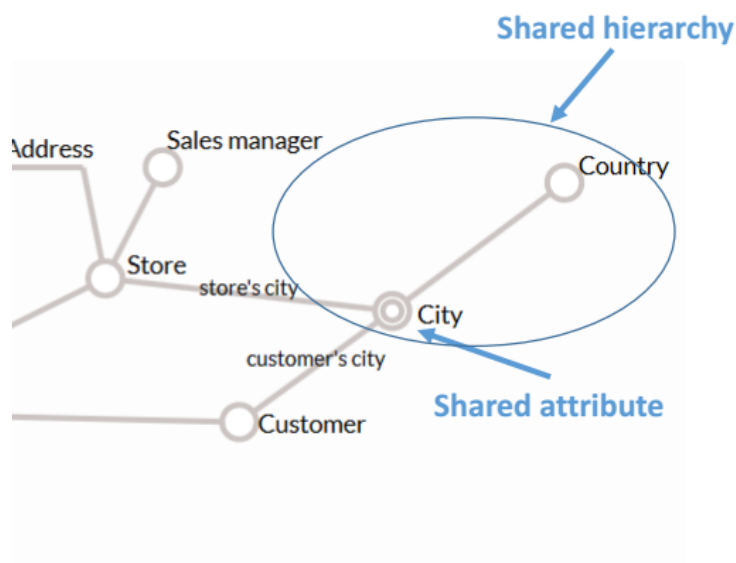 Shared hierarchy
Address
Sales manager
Country
Store
store's city
City
customer's city
Shared attribute
Customer